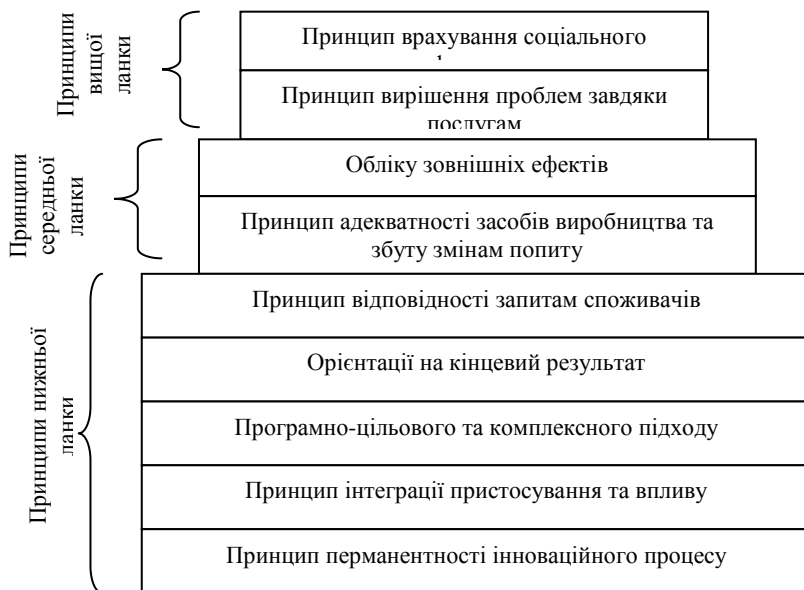 Принципи
вищої
ланки
Принцип врахування соціального
Принцип вирішення проблем завдяки
послугам
Принципи
середньої
ланки
Обліку зовнішніх ефектів
Принцип адекватності засобів виробництва та
збуту змінам попиту
Принципи нижньої
ланки
Принцип відповідності запитам споживачів
Орієнтації на кінцевий результат
Програмно-цільового та комплексного підходу
Принцип інтеграції пристосування та впливу
Принцип перманентності інноваційного процесу